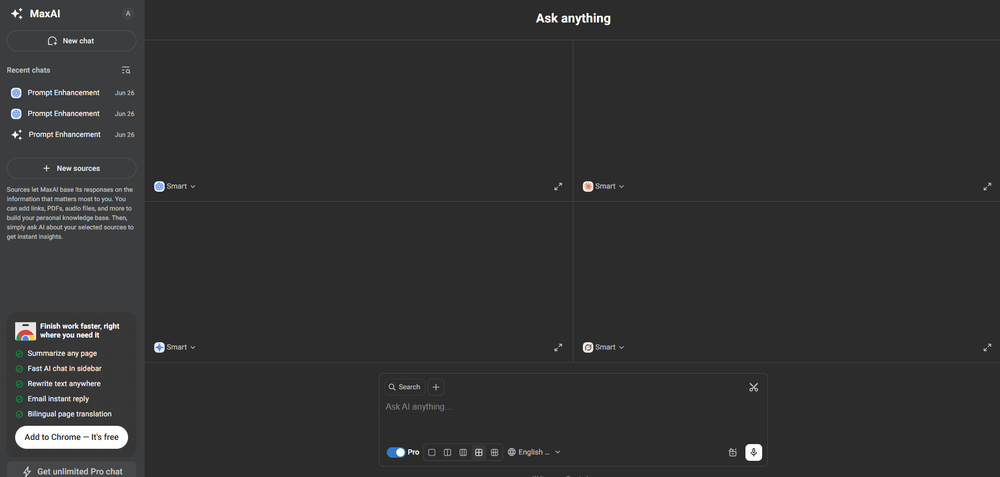 MaxAI
A
New chat
Recent chats
Prompt Enhancement Jun 26
Prompt Enhancement Jun 26
Prompt Enhancement Jun 26
New sources
Sources let MaxAI base its responses on the
information that matters most to you. You
can add links, PDFs, audio files, and more to
build your personal knowledge base. Then,
simply ask AI about your selected sources to
get instant insights.
Finish work faster, right
where you need it
Summarize any page
Fast AI chat in sidebar
Rewrite text anywhere
Email instant reply
Bilingual page translation
Add to Chrome — It's free
Get unlimited Pro chat
Ask anything
Smart
Smart
Smart
Smart
Search
Ask AI anything...
Pro
English ...